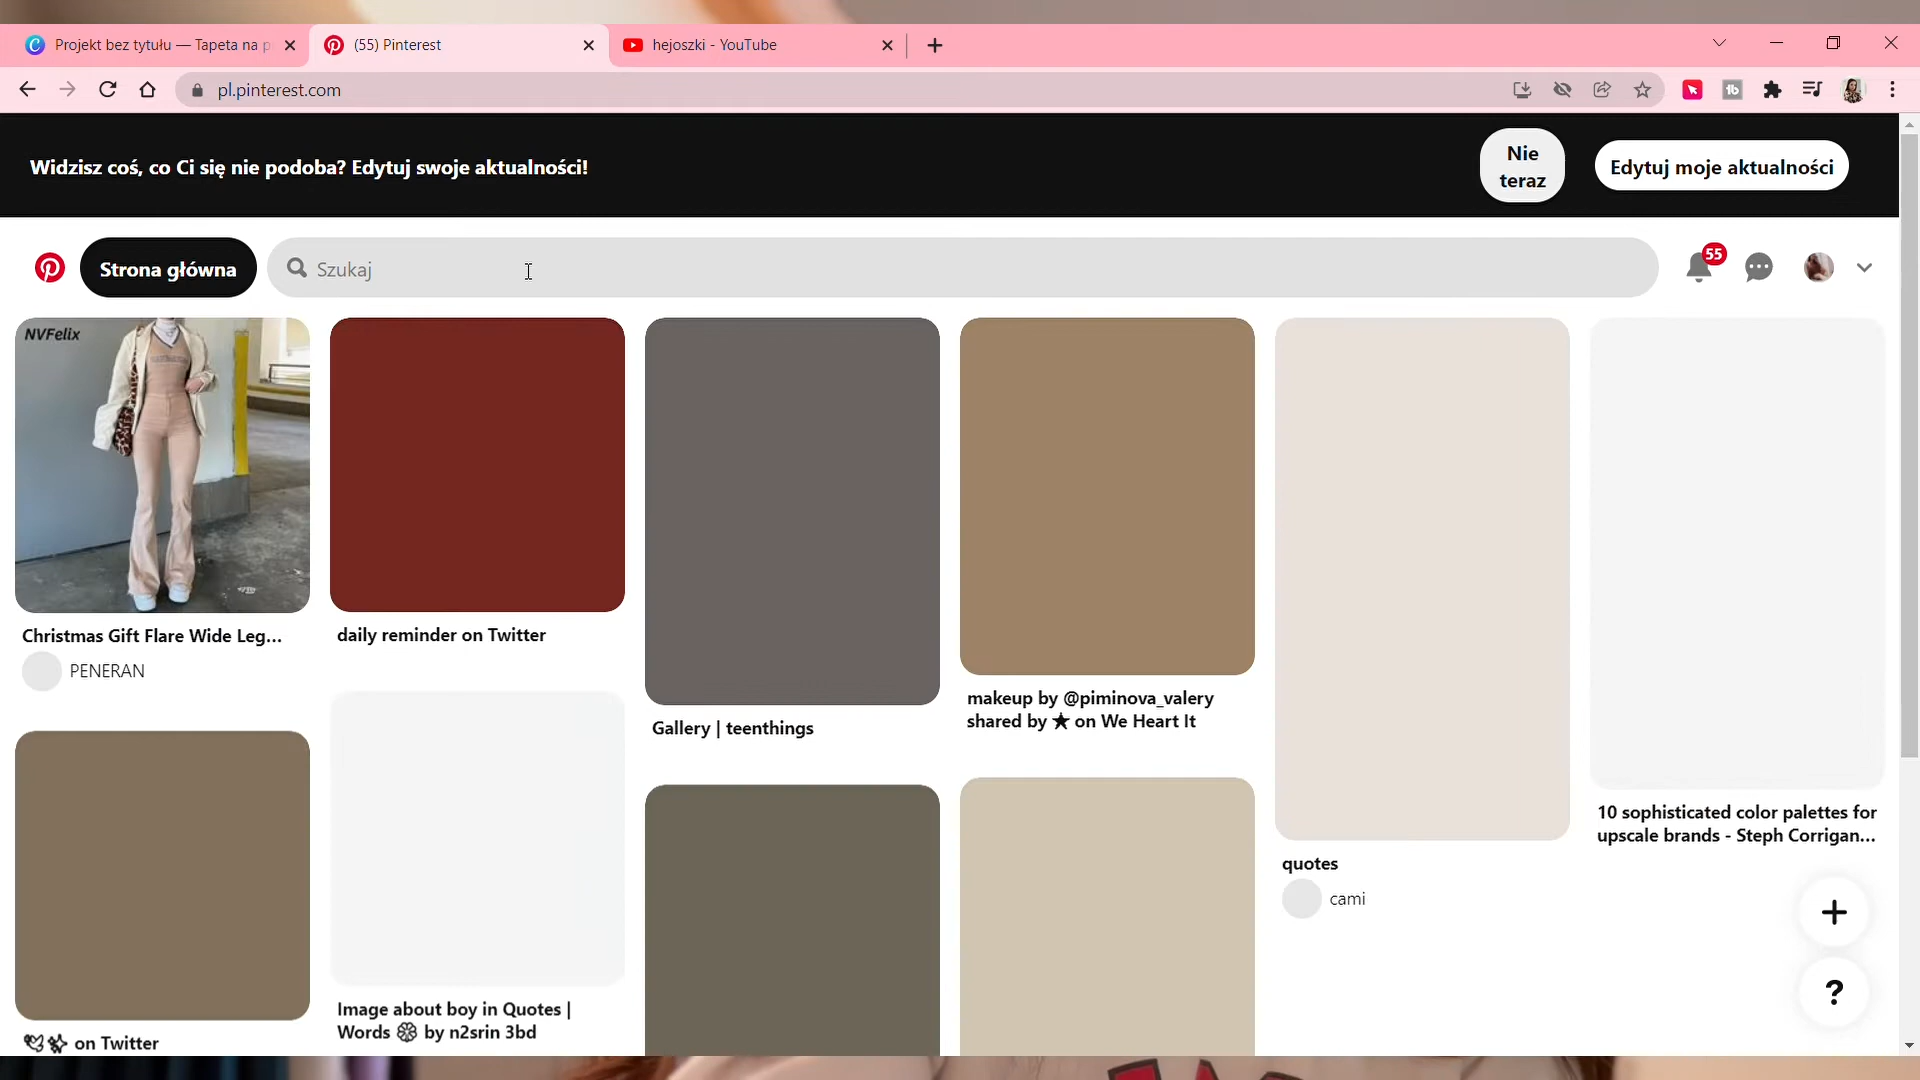 Projekt bez tytułu — Tapeta na p
(55) Pinterest
hejoszki - YouTube
pl.pinterest.com
Widzisz coś, co Ci się nie podoba? Edytuj swoje aktualności!
Nie
teraz
Edytuj moje aktualności
Strona główna
Szukaj
55
NVFelix
Christmas Gift Flare Wide Leg...
PENERAN
daily reminder on Twitter
Gallery | teenthings
makeup by @piminova_valery
shared by ★ on We Heart It
quotes
cami
10 sophisticated color palettes for
upscale brands - Steph Corrigan...
Image about boy in Quotes |
Words 🏵 by n2srin 3bd
🕊✨ on Twitter